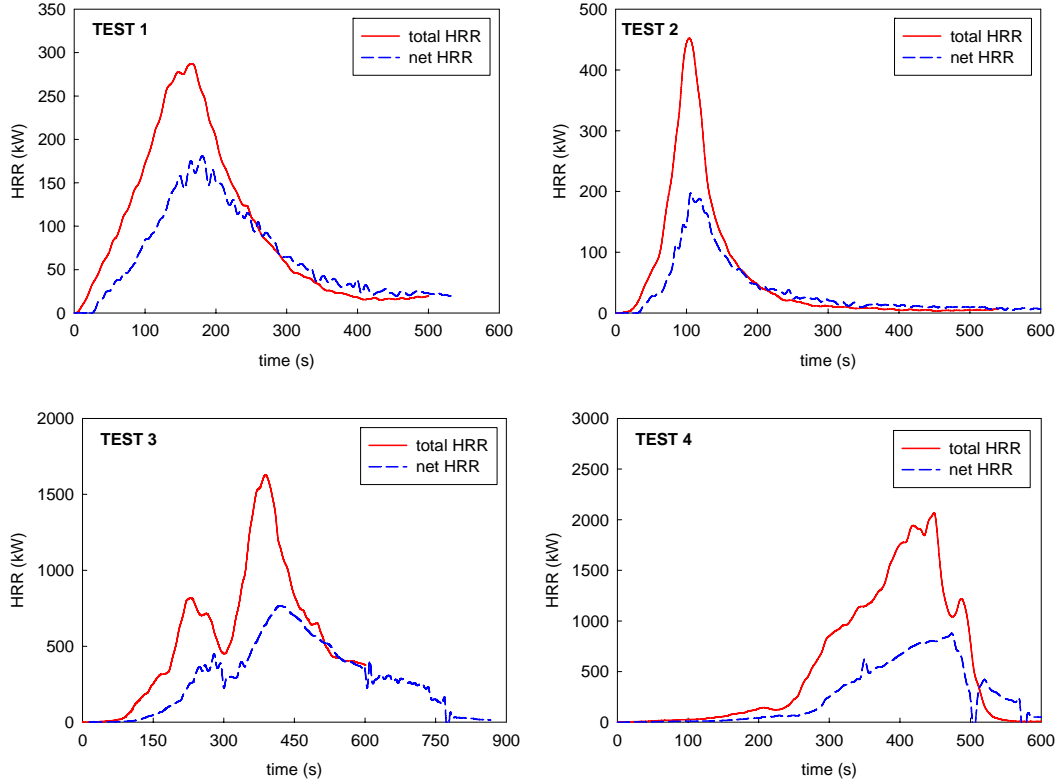 TEST 1
total HRR
net HRR
HRR (kW)
350
300
250
200
150
100
50
0
0 100 200 300 400 500 600
time (s)
TEST 2
total HRR
net HRR
HRR (kW)
500
400
300
200
100
0
0 100 200 300 400 500 600
time (s)
TEST 3
total HRR
net HRR
HRR (kW)
2000
1500
1000
500
0
0 150 300 450 600 750 900
time (s)
TEST 4
total HRR
net HRR
HRR (kW)
3000
2500
2000
1500
1000
500
0
0 100 200 300 400 500 600
time (s)